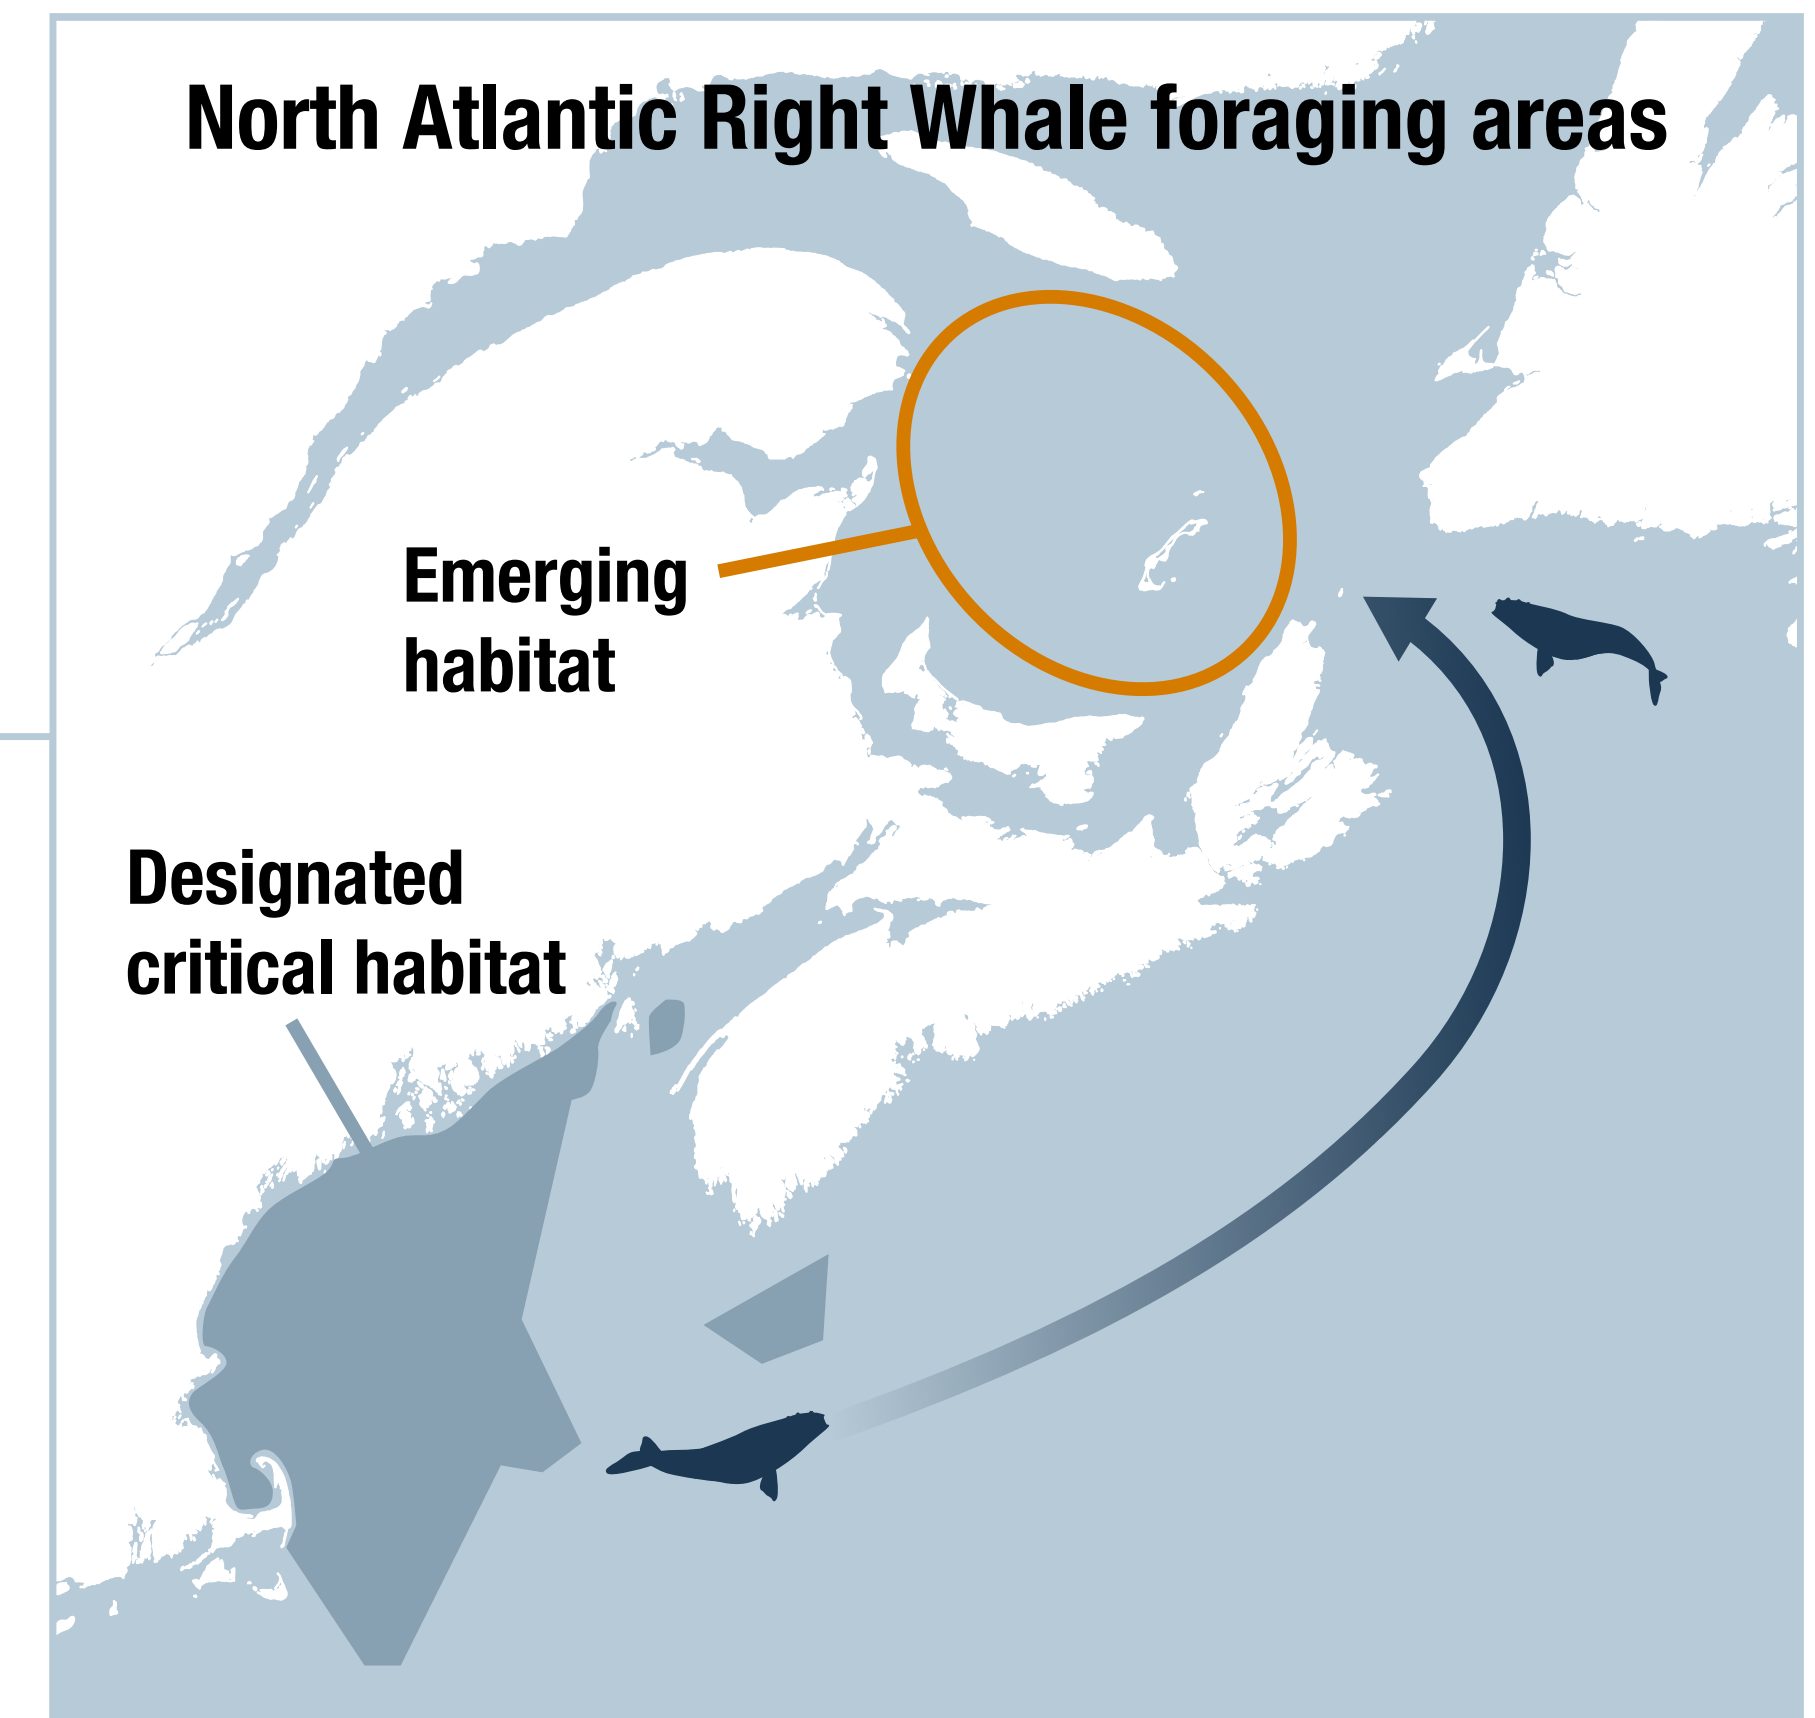 North Atlantic Right Whale foraging areas
Emerging
habitat
Designated
critical habitat